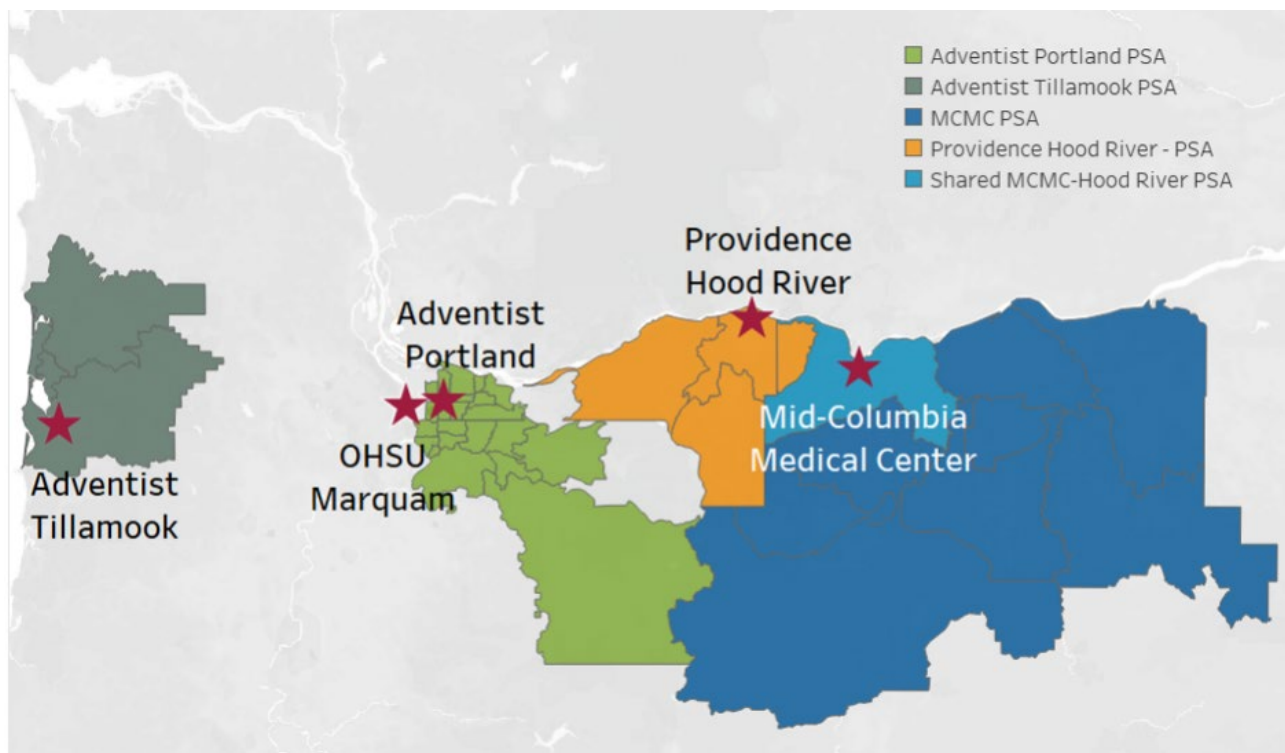 Adventist Portland PSA
Adventist Tillamook PSA
MCMC PSA
Providence Hood River - PSA
Shared MCMC-Hood River PSA
Providence
Hood River
Adventist
Portland
Mid-Columbia
Medical Center
OHSU
Marquam
Adventist
Tillamook